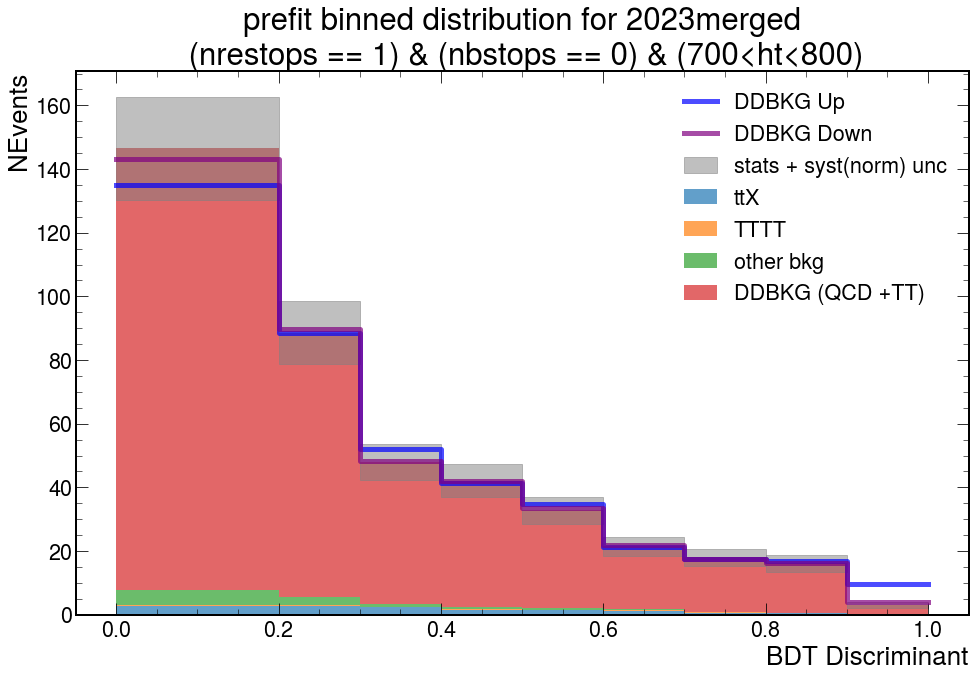 prefit binned distribution for 2023merged
(nrestops == 1) & (nbstops == 0) & (700<ht<800)
NEvents
160
140
120
100
80
60
40
20
0
DDBKG Up
DDBKG Down
stats + syst(norm) unc
ttX
TTTT
other bkg
DDBKG (QCD +TT)
0.0 0.2 0.4 0.6 0.8 1.0
BDT Discriminant